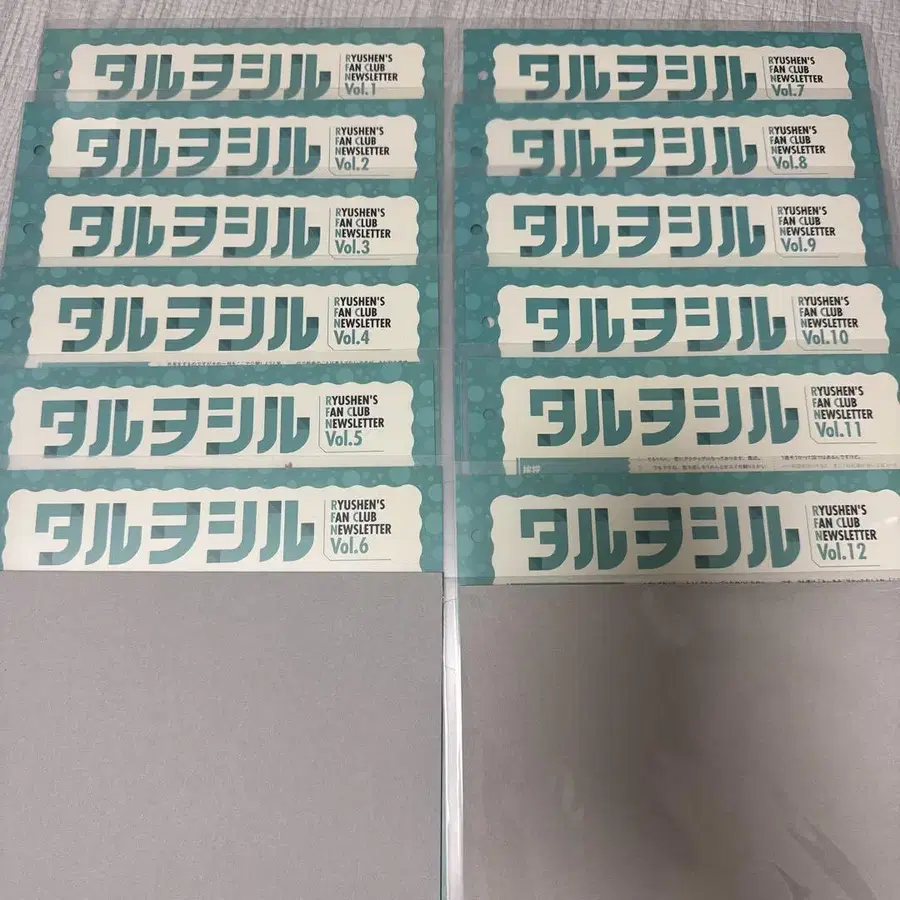 タルヲシル
RYUSHEN'S
FAN CLUB
NEWSLETTER
Vol.1
タルヲシル
RYUSHEN'S
FAN CLUB
NEWSLETTER
Vol.2
タルヲシル
RYUSHEN'S
FAN CLUB
NEWSLETTER
Vol.3
タルヲシル
RYUSHEN'S
FAN CLUB
NEWSLETTER
Vol.4
タルヲシル
RYUSHEN'S
FAN CLUB
NEWSLETTER
Vol.5
タルヲシル
RYUSHEN'S
FAN CLUB
NEWSLETTER
Vol.6
タルヲシル
RYUSHEN'S
FAN CLUB
NEWSLETTER
Vol.7
タルヲシル
RYUSHEN'S
FAN CLUB
NEWSLETTER
Vol.8
タルヲシル
RYUSHEN'S
FAN CLUB
NEWSLETTER
Vol.9
タルヲシル
RYUSHEN'S
FAN CLUB
NEWSLETTER
Vol.10
タルヲシル
RYUSHEN'S
FAN CLUB
NEWSLETTER
Vol.11
タルヲシル
RYUSHEN'S
FAN CLUB
NEWSLETTER
Vol.12